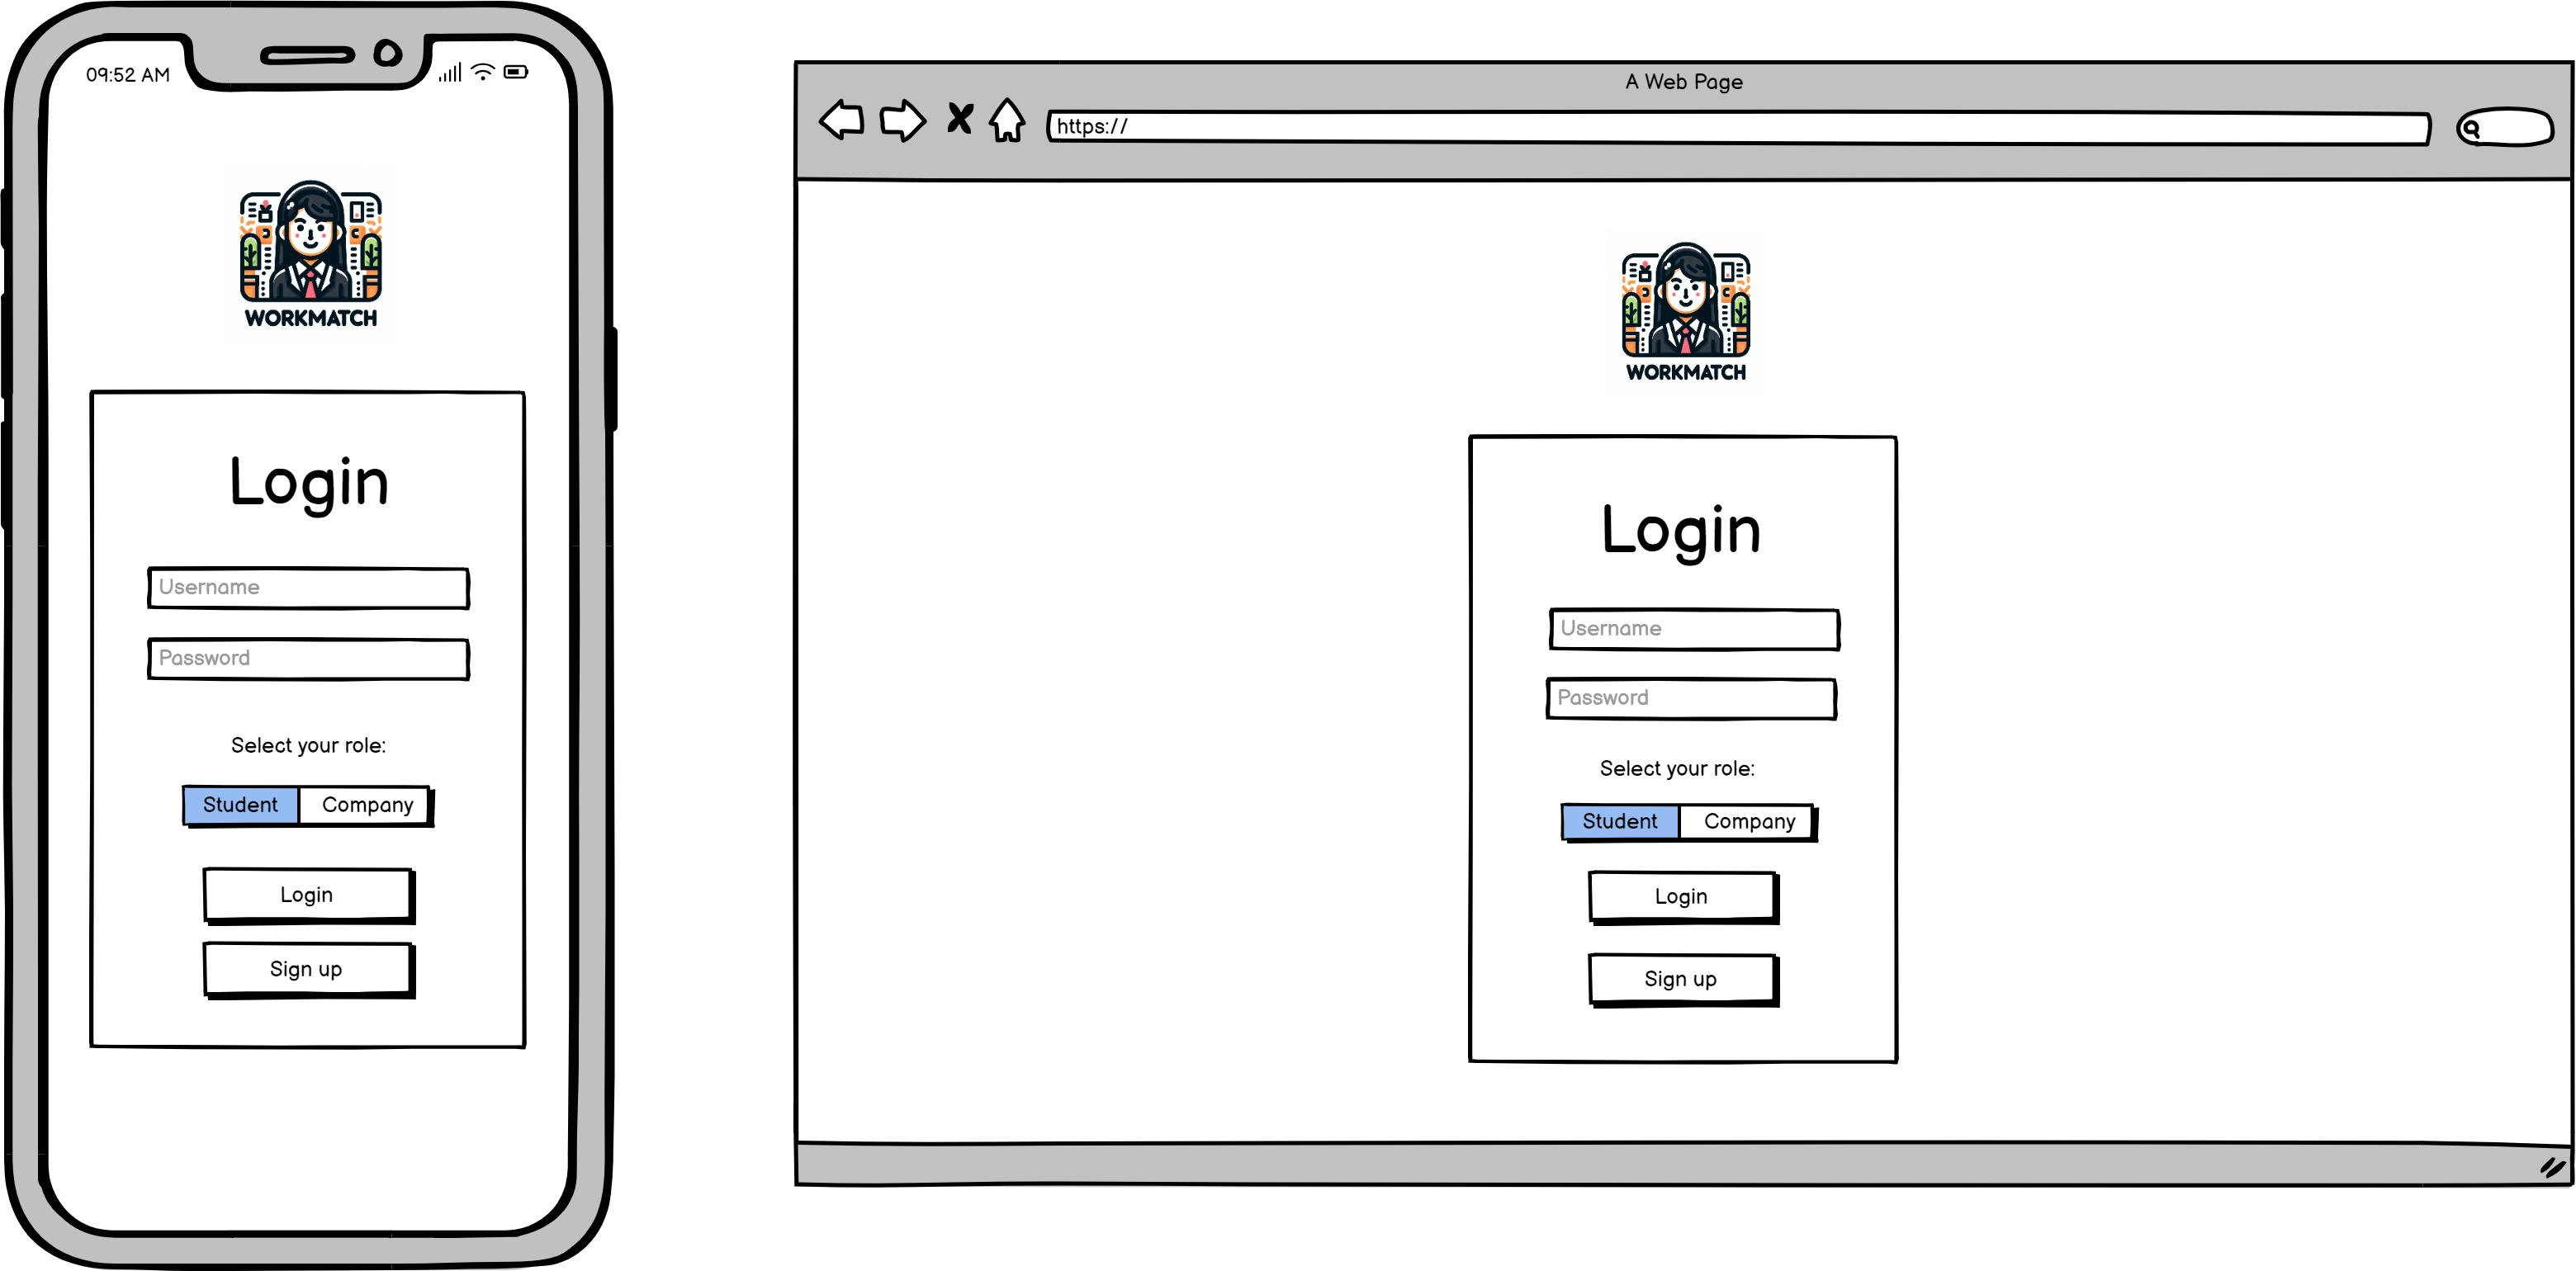 09:52 AM
WORKMATCH
Login
Username
Password
Select your role:
Student Company
Login
Sign up
A Web Page
https://
WORKMATCH
Login
Username
Password
Select your role:
Student Company
Login
Sign up